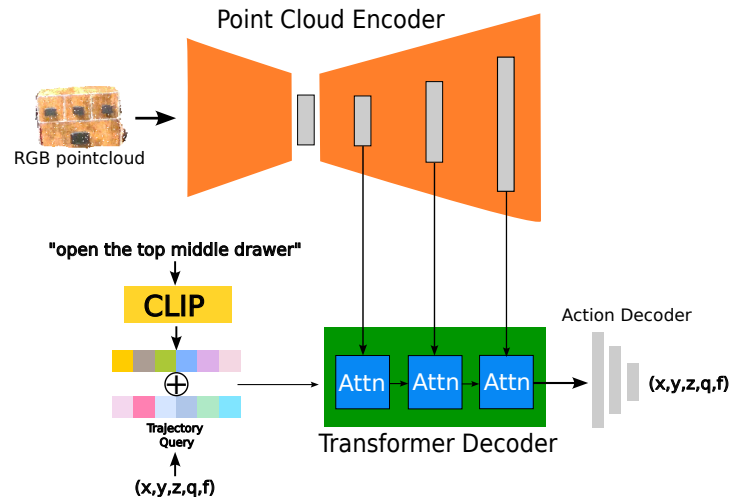 Point Cloud Encoder
RGB pointcloud
"open the top middle drawer"
CLIP
Action Decoder
Attn
Attn
Attn
(x,y,z,q,f)
Trajectory
Query
Transformer Decoder
(x,y,z,q,f)